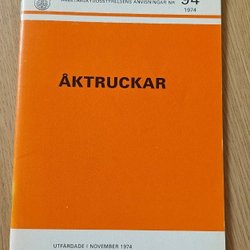 ARBETARSKYDDSSTYRELSENS ANVISNINGAR NR 94
1974
ÅKTRUCKAR
UTFÄRDADE I NOVEMBER 1974